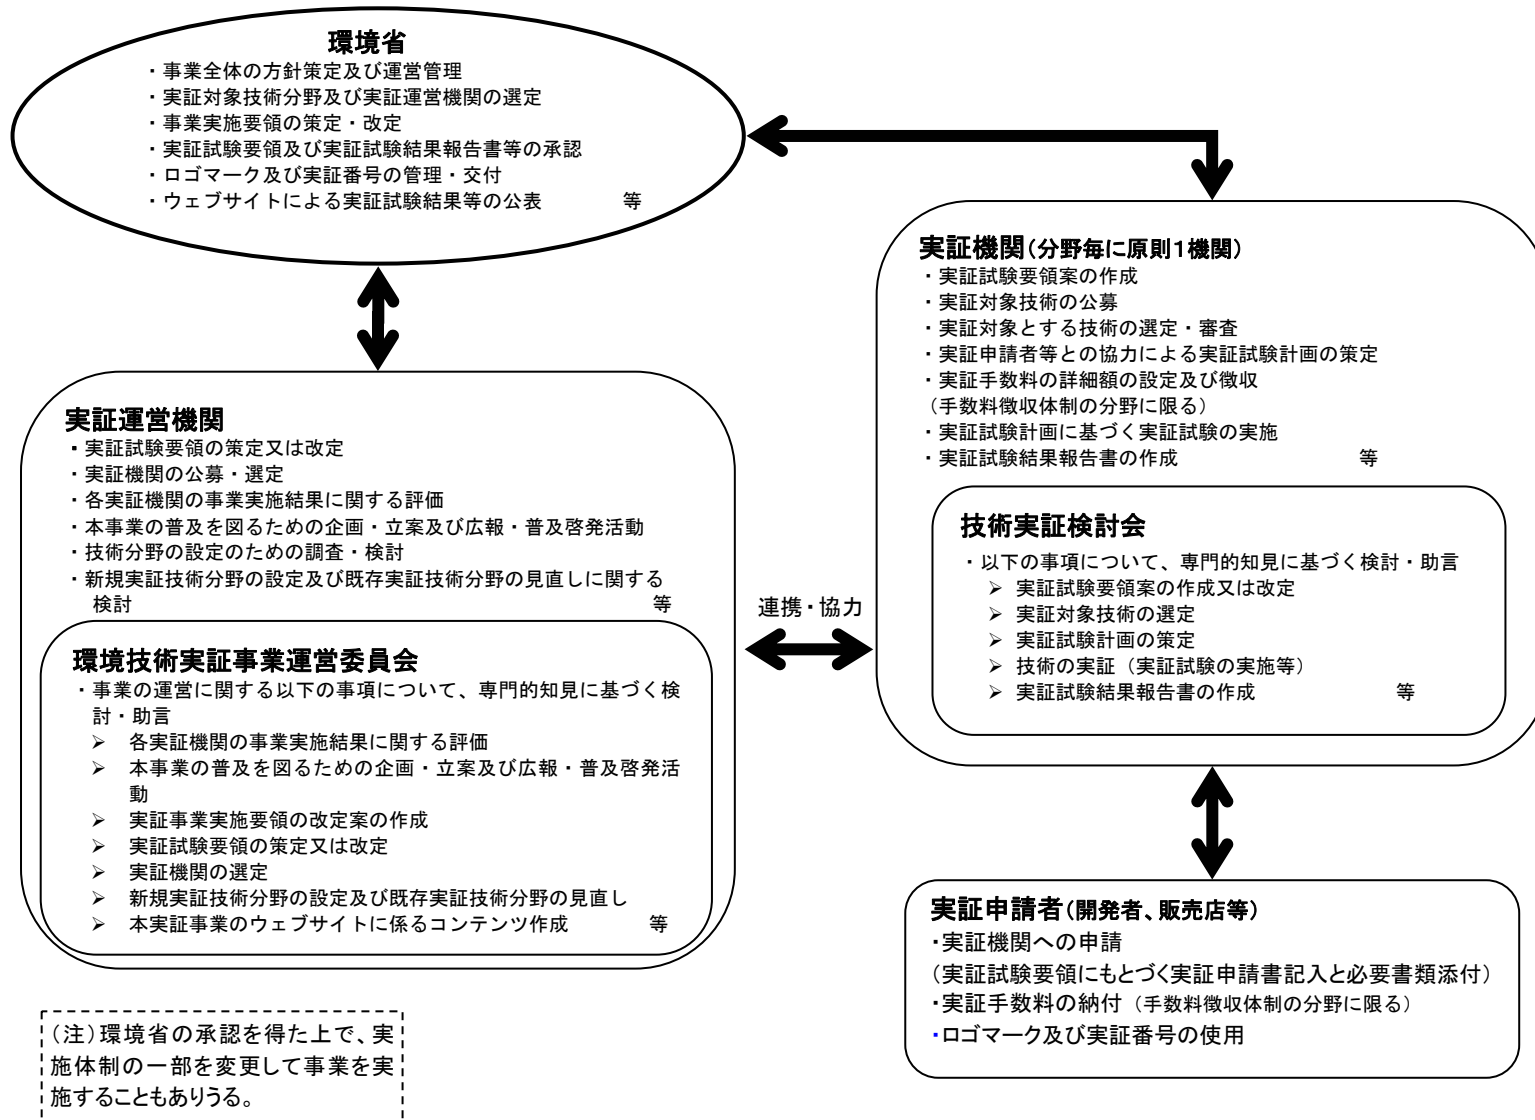 環境省
・事業全体の方針策定及び運営管理
・実証対象技術分野及び実証運営機関の選定
・事業実施要領の策定・改定
・実証試験要領及び実証試験結果報告書等の承認
・ロゴマーク及び実証番号の管理・交付
・ウェブサイトによる実証試験結果等の公表 等
実証運営機関
・実証試験要領の策定又は改定
・実証機関の公募・選定
・各実証機関の事業実施結果に関する評価
・本事業の普及を図るための企画・立案及び広報・普及啓発活動
・技術分野の設定のための調査・検討
・新規実証技術分野の設定及び既存実証技術分野の見直しに関する
検討 等
環境技術実証事業運営委員会
・事業の運営に関する以下の事項について、専門的知見に基づく検
討・助言
➢ 各実証機関の事業実施結果に関する評価
➢ 本事業の普及を図るための企画・立案及び広報・普及啓発活
動
➢ 実証事業実施要領の改定案の作成
➢ 実証試験要領の策定又は改定
➢ 実証機関の選定
➢ 新規実証技術分野の設定及び既存実証技術分野の見直し
➢ 本実証事業のウェブサイトに係るコンテンツ作成 等
連携・協力
実証機関(分野毎に原則1機関)
・実証試験要領案の作成
・実証対象技術の公募
・実証対象とする技術の選定・審査
・実証申請者等との協力による実証試験計画の策定
・実証手数料の詳細額の設定及び徴収
(手数料徴収体制の分野に限る)
・実証試験計画に基づく実証試験の実施
・実証試験結果報告書の作成 等
技術実証検討会
・以下の事項について、専門的知見に基づく検討・助言
➢ 実証試験要領案の作成又は改定
➢ 実証対象技術の選定
➢ 実証試験計画の策定
➢ 技術の実証(実証試験の実施等)
➢ 実証試験結果報告書の作成 等
実証申請者(開発者、販売店等)
・実証機関への申請
(実証試験要領にもとづく実証申請書記入と必要書類添付)
・実証手数料の納付(手数料徴収体制の分野に限る)
・ロゴマーク及び実証番号の使用
(注)環境省の承認を得た上で、実
施体制の一部を変更して事業を実
施することもありうる。